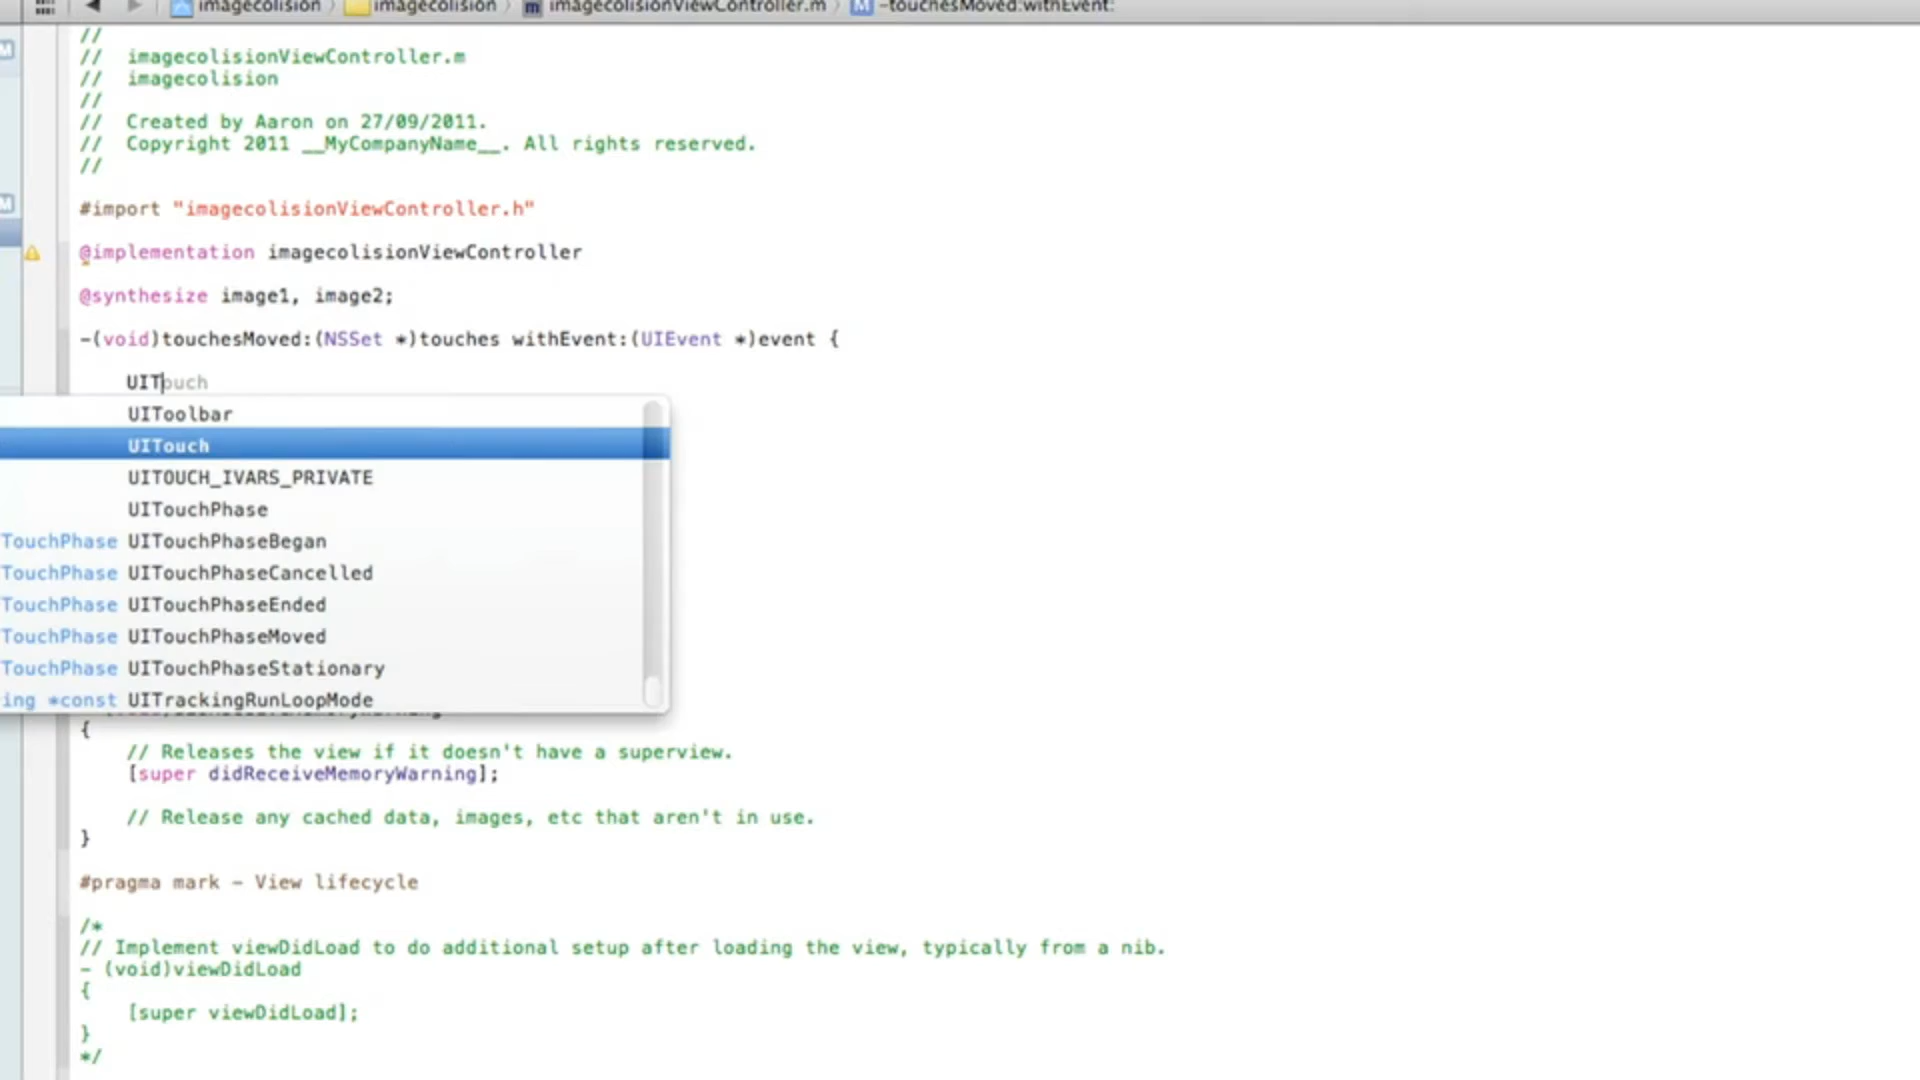 imagecolision imagecolision imagecolisionViewController.m -touchesMoved:withEvent:
//
// imagecolisionViewController.m
// imagecolision
//
// Created by Aaron on 27/09/2011.
// Copyright 2011 __MyCompanyName__. All rights reserved.
//
#import "imagecolisionViewController.h"
@implementation imagecolisionViewController
@synthesize image1, image2;
-(void)touchesMoved:(NSSet *)touches withEvent:(UIEvent *)event {
UITouch
UIToolbar
UITouch
UITOUCH_IVARS_PRIVATE
UITouchPhase
TouchPhase UITouchPhaseBegan
TouchPhase UITouchPhaseCancelled
TouchPhase UITouchPhaseEnded
TouchPhase UITouchPhaseMoved
TouchPhase UITouchPhaseStationary
ing *const UITrackingRunLoopMode
{
// Releases the view if it doesn't have a superview.
[super didReceiveMemoryWarning];
// Release any cached data, images, etc that aren't in use.
}
#pragma mark - View lifecycle
/*
// Implement viewDidLoad to do additional setup after loading the view, typically from a nib.
- (void)viewDidLoad
{
[super viewDidLoad];
}
*/